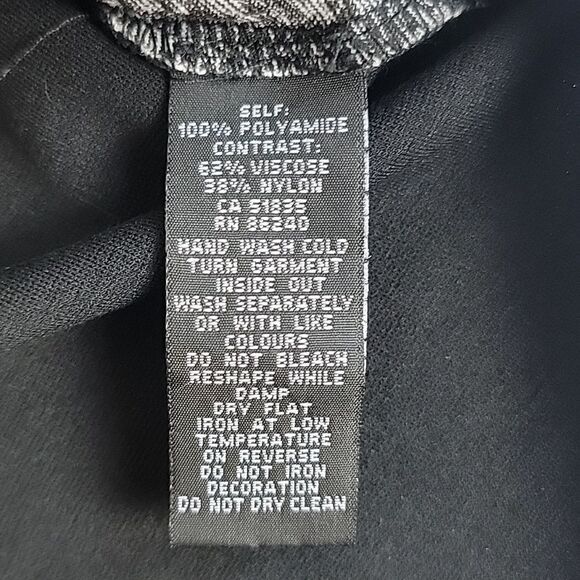 SELF:
100% POLYAMIDE
CONTRAST:
62% VISCOSE
38% NYLON
CA 51835
RN 86240
HAND WASH COLD
TURN GARMENT
INSIDE OUT
WASH SEPARATELY
OR WITH LIKE
COLOURS
DO NOT BLEACH
RESHAPE WHILE
DAMP
DRY FLAT
IRON AT LOW
TEMPERATURE
ON REVERSE
DO NOT IRON
DECORATION
DO NOT DRY CLEAN